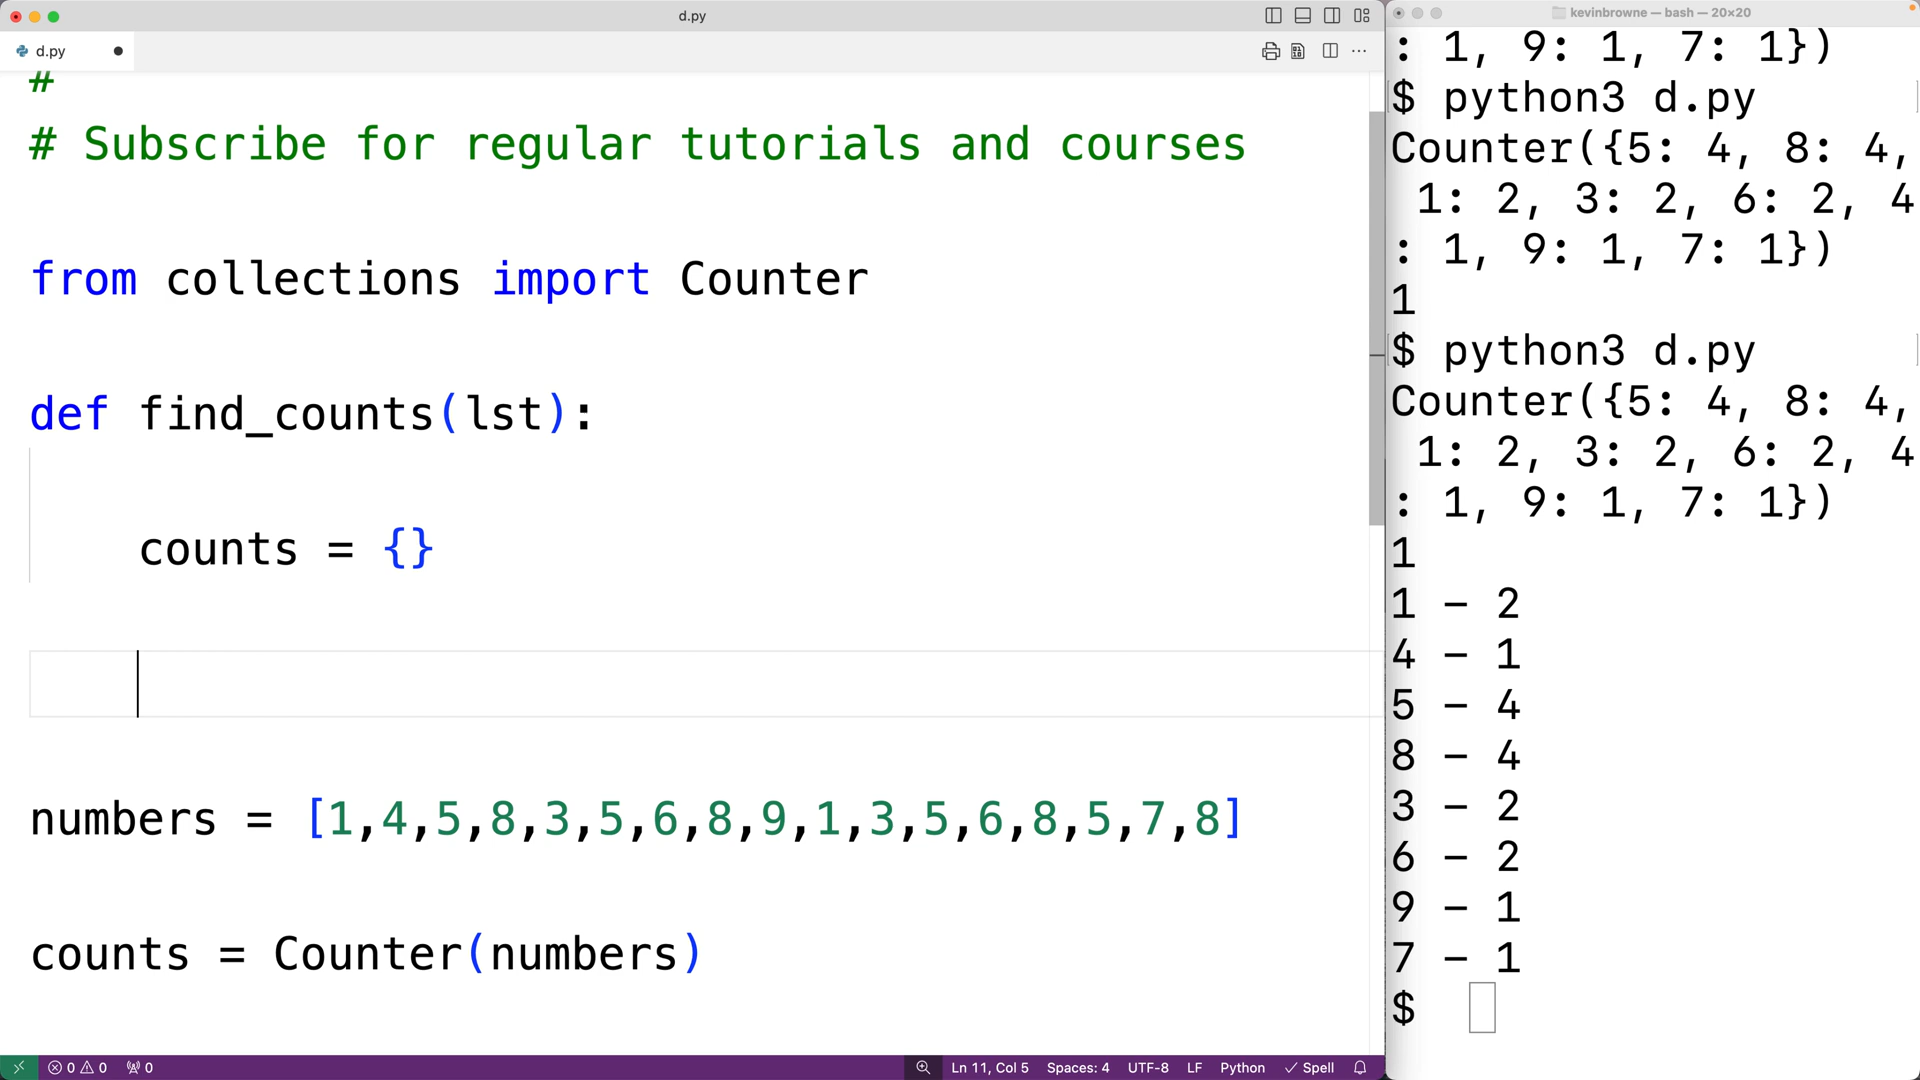 d.py
d.py
#
# Subscribe for regular tutorials and courses
from collections import Counter
def find_counts(lst):
counts = {}
numbers = [1,4,5,8,3,5,6,8,9,1,3,5,6,8,5,7,8]
counts = Counter(numbers)
0 0 0 Ln 11, Col 5 Spaces: 4 UTF-8 LF Python Spell
kevinbrowne — bash — 20×20
: 1, 9: 1, 7: 1})
$ python3 d.py
Counter({5: 4, 8: 4,
1: 2, 3: 2, 6: 2, 4
: 1, 9: 1, 7: 1})
1
$ python3 d.py
Counter({5: 4, 8: 4,
1: 2, 3: 2, 6: 2, 4
: 1, 9: 1, 7: 1})
1
1 - 2
4 - 1
5 - 4
8 - 4
3 - 2
6 - 2
9 - 1
7 - 1
$